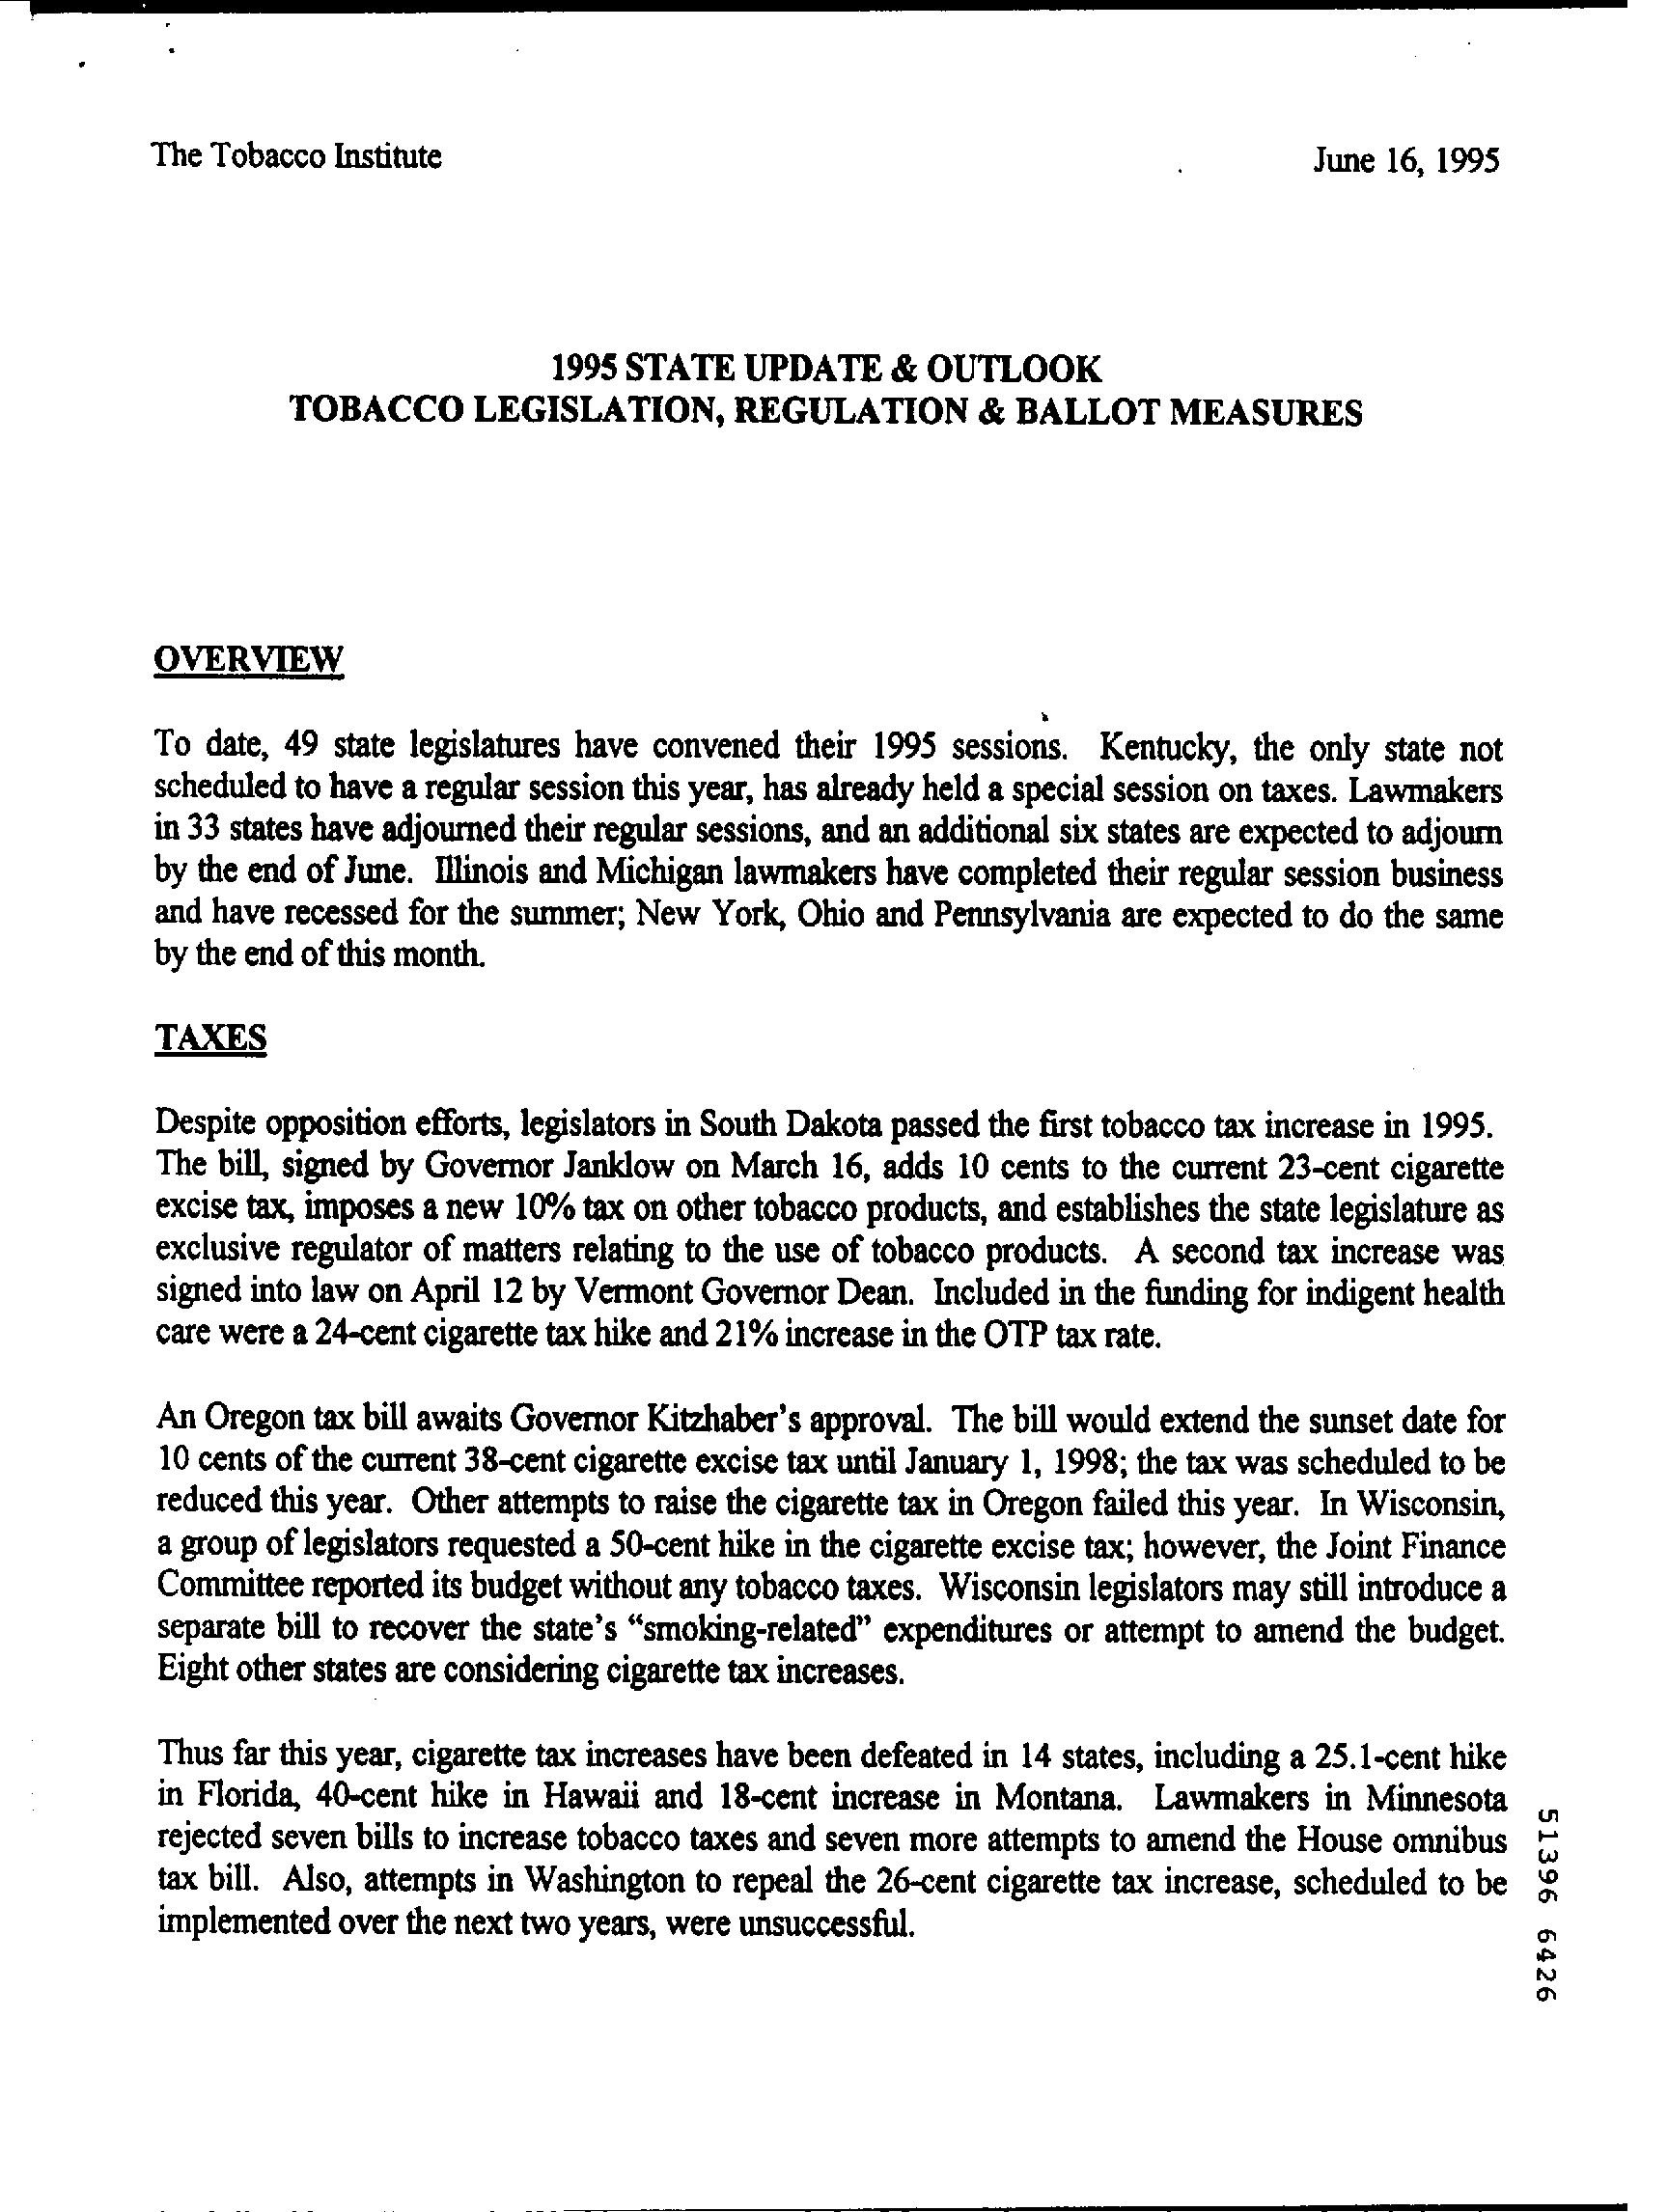 The Tobacco Institute
June 16, 1995
1995 STATE UPDATE & OUTLOOK
TOBACCO LEGISLATION, REGULATION & BALLOT MEASURES
OVERVIEW
To date, 49 state legislatures have convened their 1995 sessions. Kentucky, the only state not
scheduled to have a regular session this year, has already held a special session on taxes. Lawmakers
in 33 states have adjourned their regular sessions, and an additional six states are expected to adjourn
by the end of June. Illinois and Michigan lawmakers have completed their regular session business
and have recessed for the summer; New York, Ohio and Pennsylvania are expected to do the same
by the end of this month.
TAXES
Despite opposition efforts, legislators in South Dakota passed the first tobacco tax increase in 1995.
The bill, signed by Governor Janklow on March 16, adds 10 cents to the current 23-cent cigarette
excise tax, imposes a new 10% tax on other tobacco products, and establishes the state legislature as
exclusive regulator of matters relating to the use of tobacco products. A second tax increase was
signed into law on April 12 by Vermont Governor Dean. Included in the funding for indigent health
care were a 24-cent cigarette tax hike and 21% increase in the OTP tax rate.
An Oregon tax bill awaits Governor Kitzhaber's approval. The bill would extend the sunset date for
10 cents of the current 38-cent cigarette excise tax until January 1, 1998; the tax was scheduled to be
reduced this year. Other attempts to raise the cigarette tax in Oregon failed this year. In Wisconsin,
a group of legislators requested a 50-cent hike in the cigarette excise tax; however, the Joint Finance
Committee reported its budget without any tobacco taxes. Wisconsin legislators may still introduce a
separate bill to recover the state's "smoking-related" expenditures or attempt to amend the budget.
Eight other states are considering cigarette tax increases.
Thus far this year, cigarette tax increases have been defeated in 14 states, including a 25.1-cent hike
in Florida, 40-cent hike in Hawaii and 18-cent increase in Montana. Lawmakers in Minnesota
rejected seven bills to increase tobacco taxes and seven more attempts to amend the House omnibus
tax bill. Also, attempts in Washington to repeal the 26-cent cigarette tax increase, scheduled to be
implemented over the next two years, were unsuccessful.
51396 6426